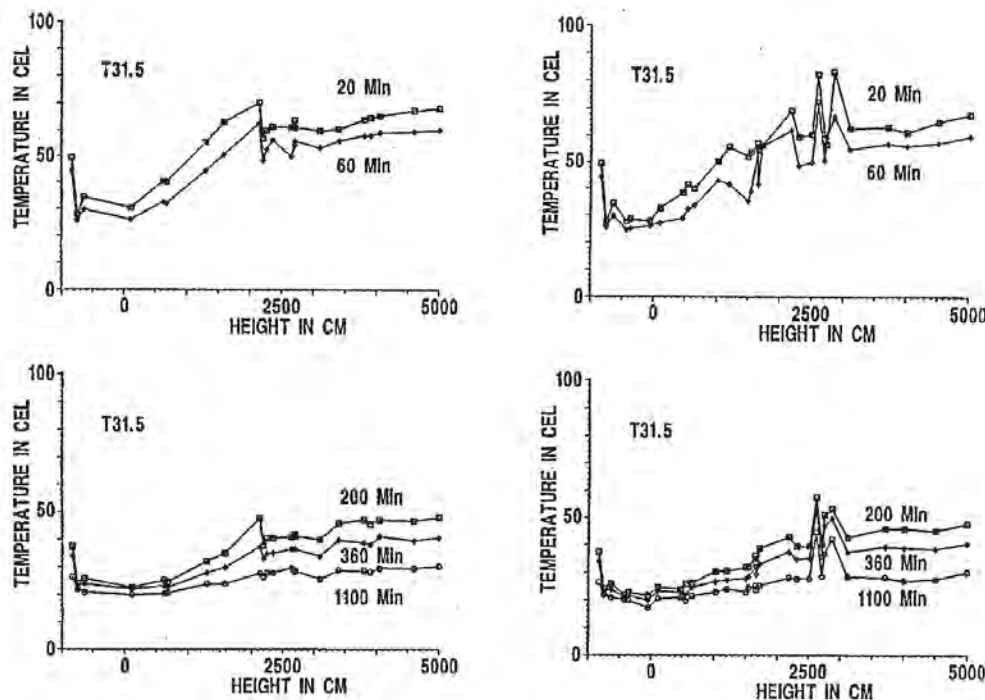 100
TEMPERATURE IN CEL
T31.5
20 Min
60 Min
50
0
0
2500
5000
HEIGHT IN CM
100
TEMPERATURE IN CEL
T31.5
20 Min
60 Min
50
0
0
2500
5000
HEIGHT IN CM
100
TEMPERATURE IN CEL
T31.5
200 Min
360 Min
1100 Min
50
0
0
2500
5000
HEIGHT IN CM
100
TEMPERATURE IN CEL
T31.5
200 Min
360 Min
1100 Min
50
0
0
2500
5000
HEIGHT IN CM